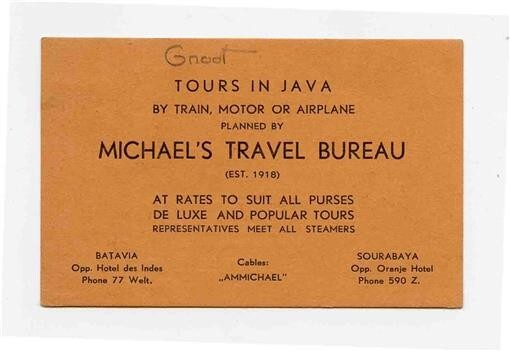 TOURS IN JAVA
BY TRAIN, MOTOR OR AIRPLANE
PLANNED BY
MICHAEL'S TRAVEL BUREAU
(EST. 1918)
AT RATES TO SUIT ALL PURSES
DE LUXE AND POPULAR TOURS
REPRESENTATIVES MEET ALL STEAMERS
BATAVIA
Opp. Hotel des Indes
Phone 77 Welt.
Cables:
„AMMICHAEL"
SOURABAYA
Opp. Oranje Hotel
Phone 590 Z.